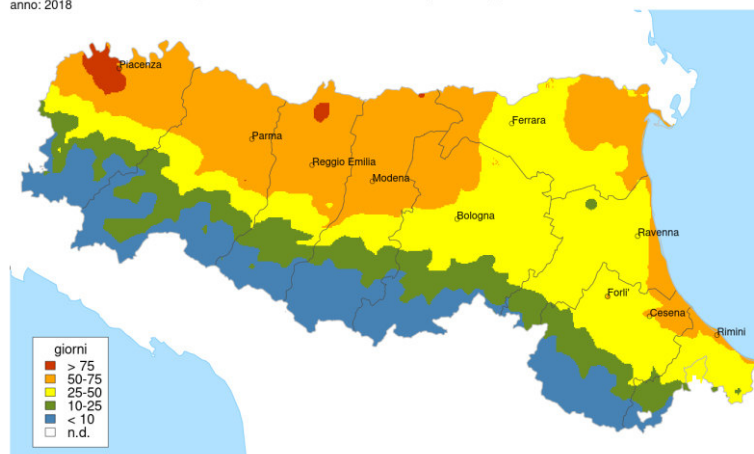 anno: 2018
Piacenza
Parma
Reggio Emilia
Modena
Ferrara
Bologna
Ravenna
Forli'
Cesena
Rimini
giorni
> 75
50-75
25-50
10-25
< 10
n.d.